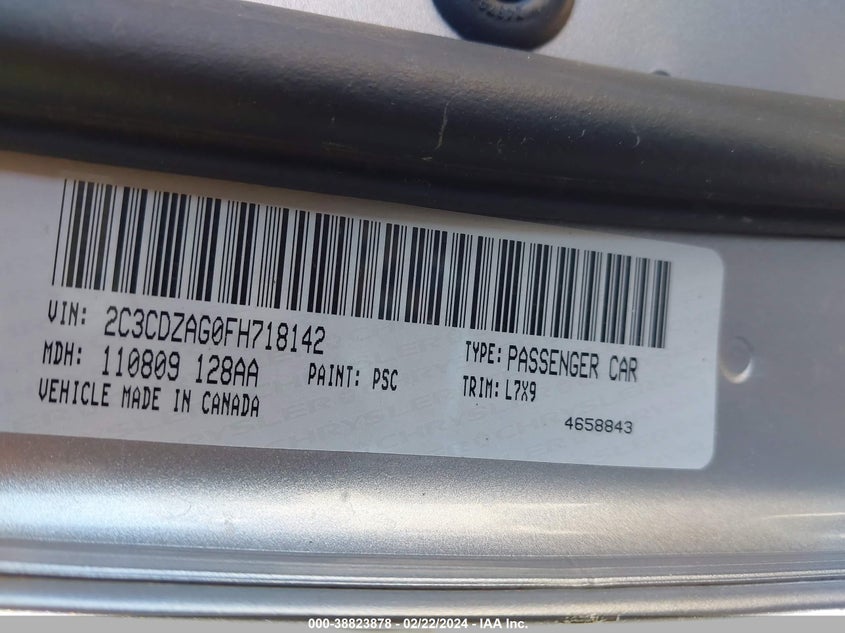 VIN: 2C3CDZAG0FH718142
TYPE: PASSENGER CAR
MDH: 110809 128AA
PAINT: PSC
TRIM: L7X9
VEHICLE MADE IN CANADA
4658843
000-38823878 - 02/22/2024 - IAA Inc.